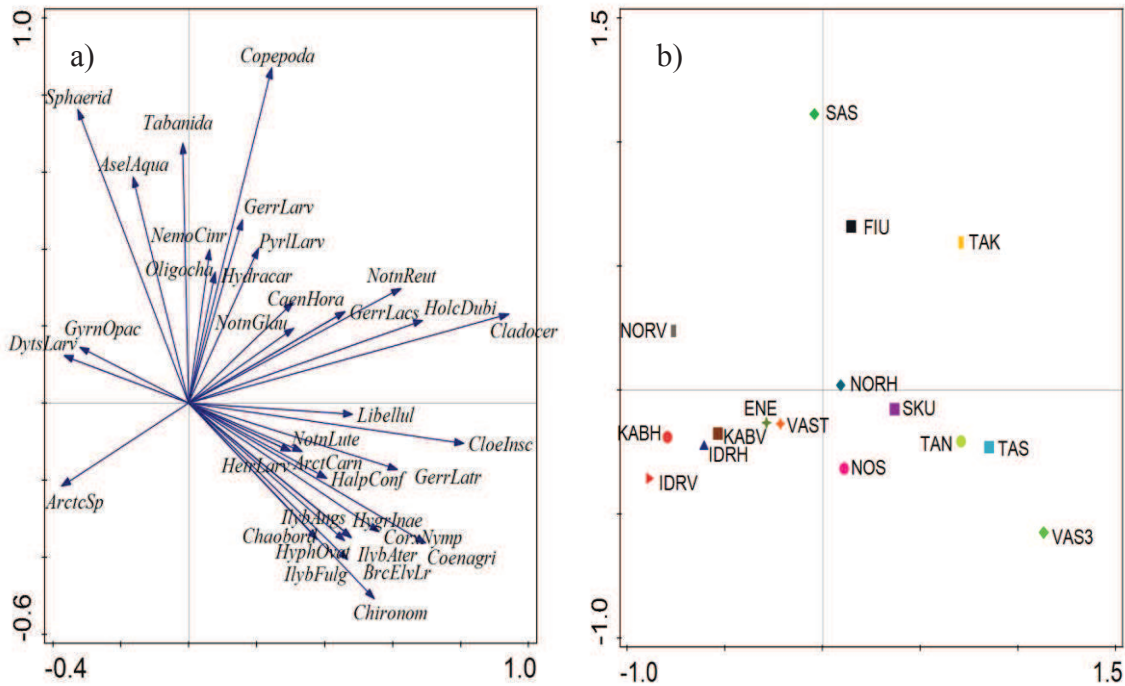 a)
1.0
Copepoda
Sphaerid
Tabanida
AselAqua
GerrLarv
NemoCinr
PyrlLarv
Oligocha
Hydracar
NotnReut
CaenHora
HolcDubi
GerrLacs
NotnGlau
Cladocer
GyrnOpac
DytsLarv
Libellul
NotnLute
CloeInsc
HeirLarv
ArctCarn
GerrLatr
HalpConf
ArctcSp
IlybAngs
HygrInae
Chaobord
CorxNymp
HyphOvat
IlybAter
Coenagri
IlybFulg
BrcElvLr
Chironom
-0.6
-0.4
1.0
b)
1.5
SAS
FIU
TAK
NORV
NORH
SKU
ENE
VAST
KABH
KABV
TAN
TAS
IDRH
NOS
IDRV
VAS3
-1.0
-1.0
1.5